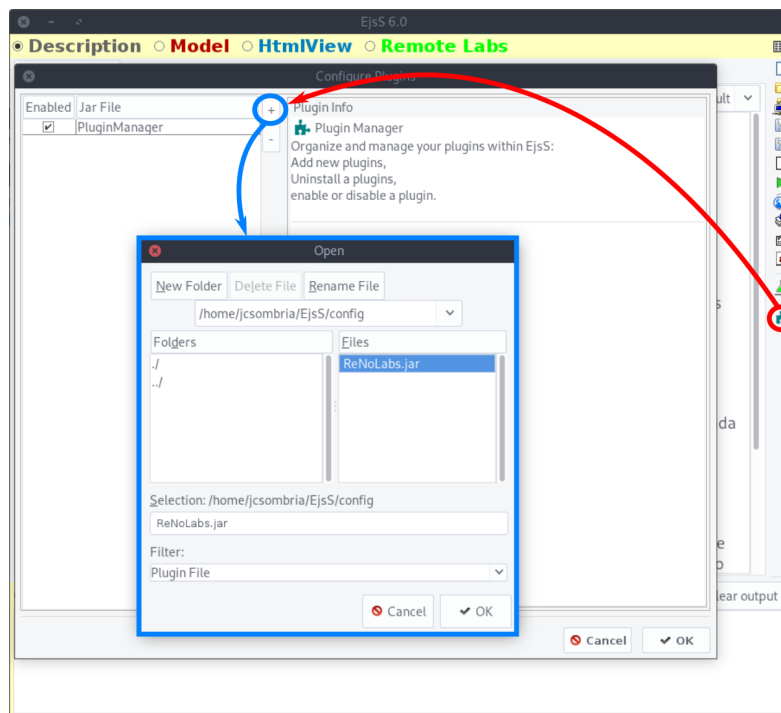 EjsS 6.0
Description Model HtmlView Remote Labs
Configure Plugins
Enabled Jar File + Plugin Info
PluginManager
-
Plugin Manager
Organize and manage your plugins within EjsS:
Add new plugins,
Uninstall a plugins,
enable or disable a plugin.
ult
Open
New Folder Delete File Rename File
/home/jcsombria/EjsS/config
Folders Files
./ ReNoLabs.jar
../
Selection: /home/jcsombria/EjsS/config
ReNoLabs.jar
Filter:
Plugin File
Cancel OK
s
da
e
o
lear output
Cancel OK